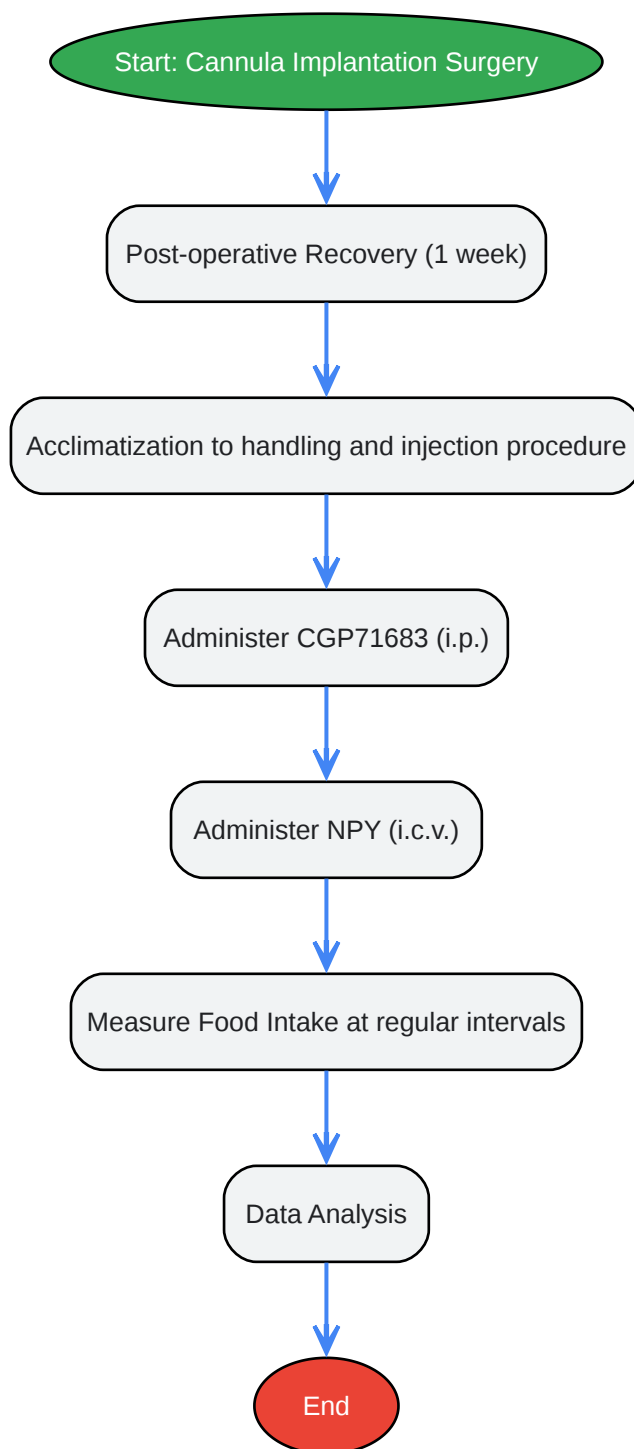 Start: Cannula Implantation Surgery
Post-operative Recovery (1 week)
Acclimatization to handling and injection procedure
Administer CGP71683 (i.p.)
Administer NPY (i.c.v.)
Measure Food Intake at regular intervals
Data Analysis
End